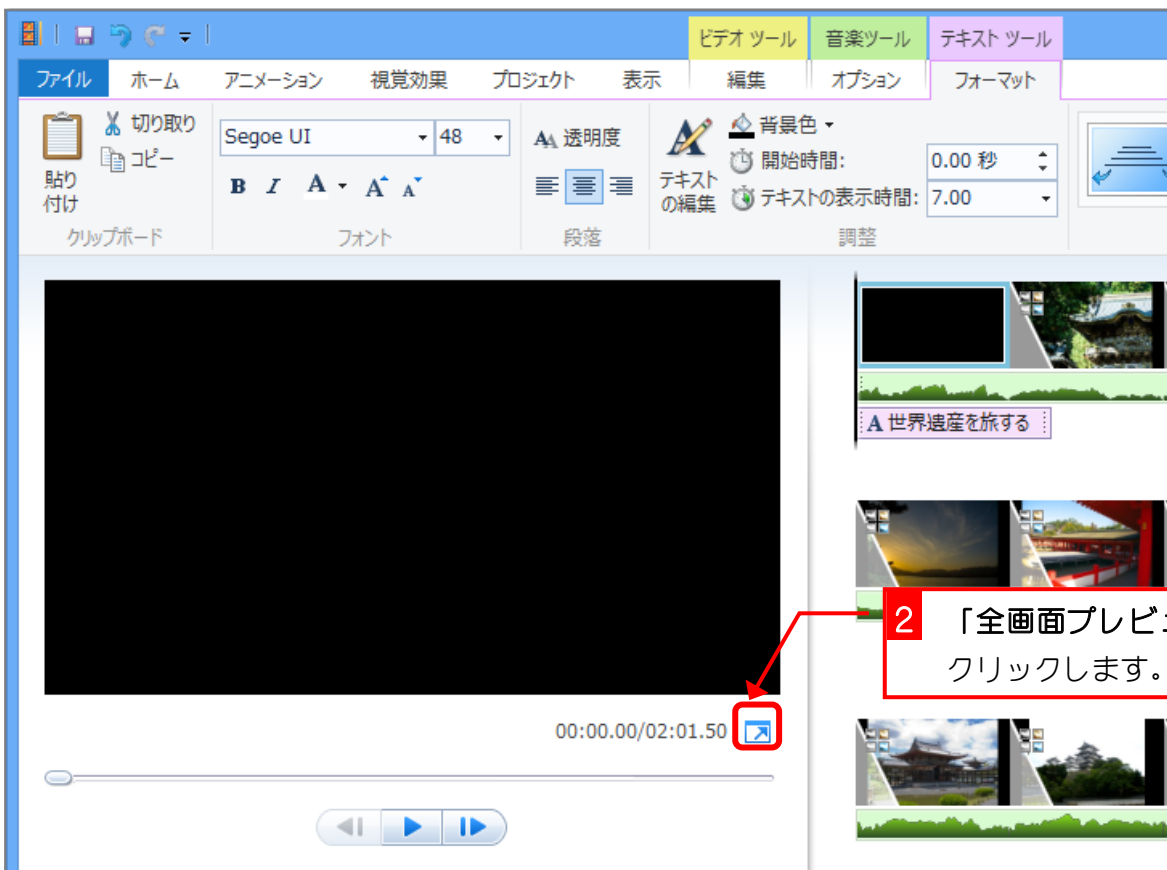 ビデオ ツール
音楽ツール
テキスト ツール
ファイル
ホーム
アニメーション
視覚効果
プロジェクト
表示
編集
オプション
フォーマット
貼り
付け
切り取り
コピー
クリップボード
Segoe UI
48
B I A A A
フォント
透明度
段落
テキスト
の編集
背景色
開始時間:
0.00 秒
テキストの表示時間:
7.00
調整
A 世界遺産を旅する
2
「全画面プレビ
クリックします。
00:00.00/02:01.50